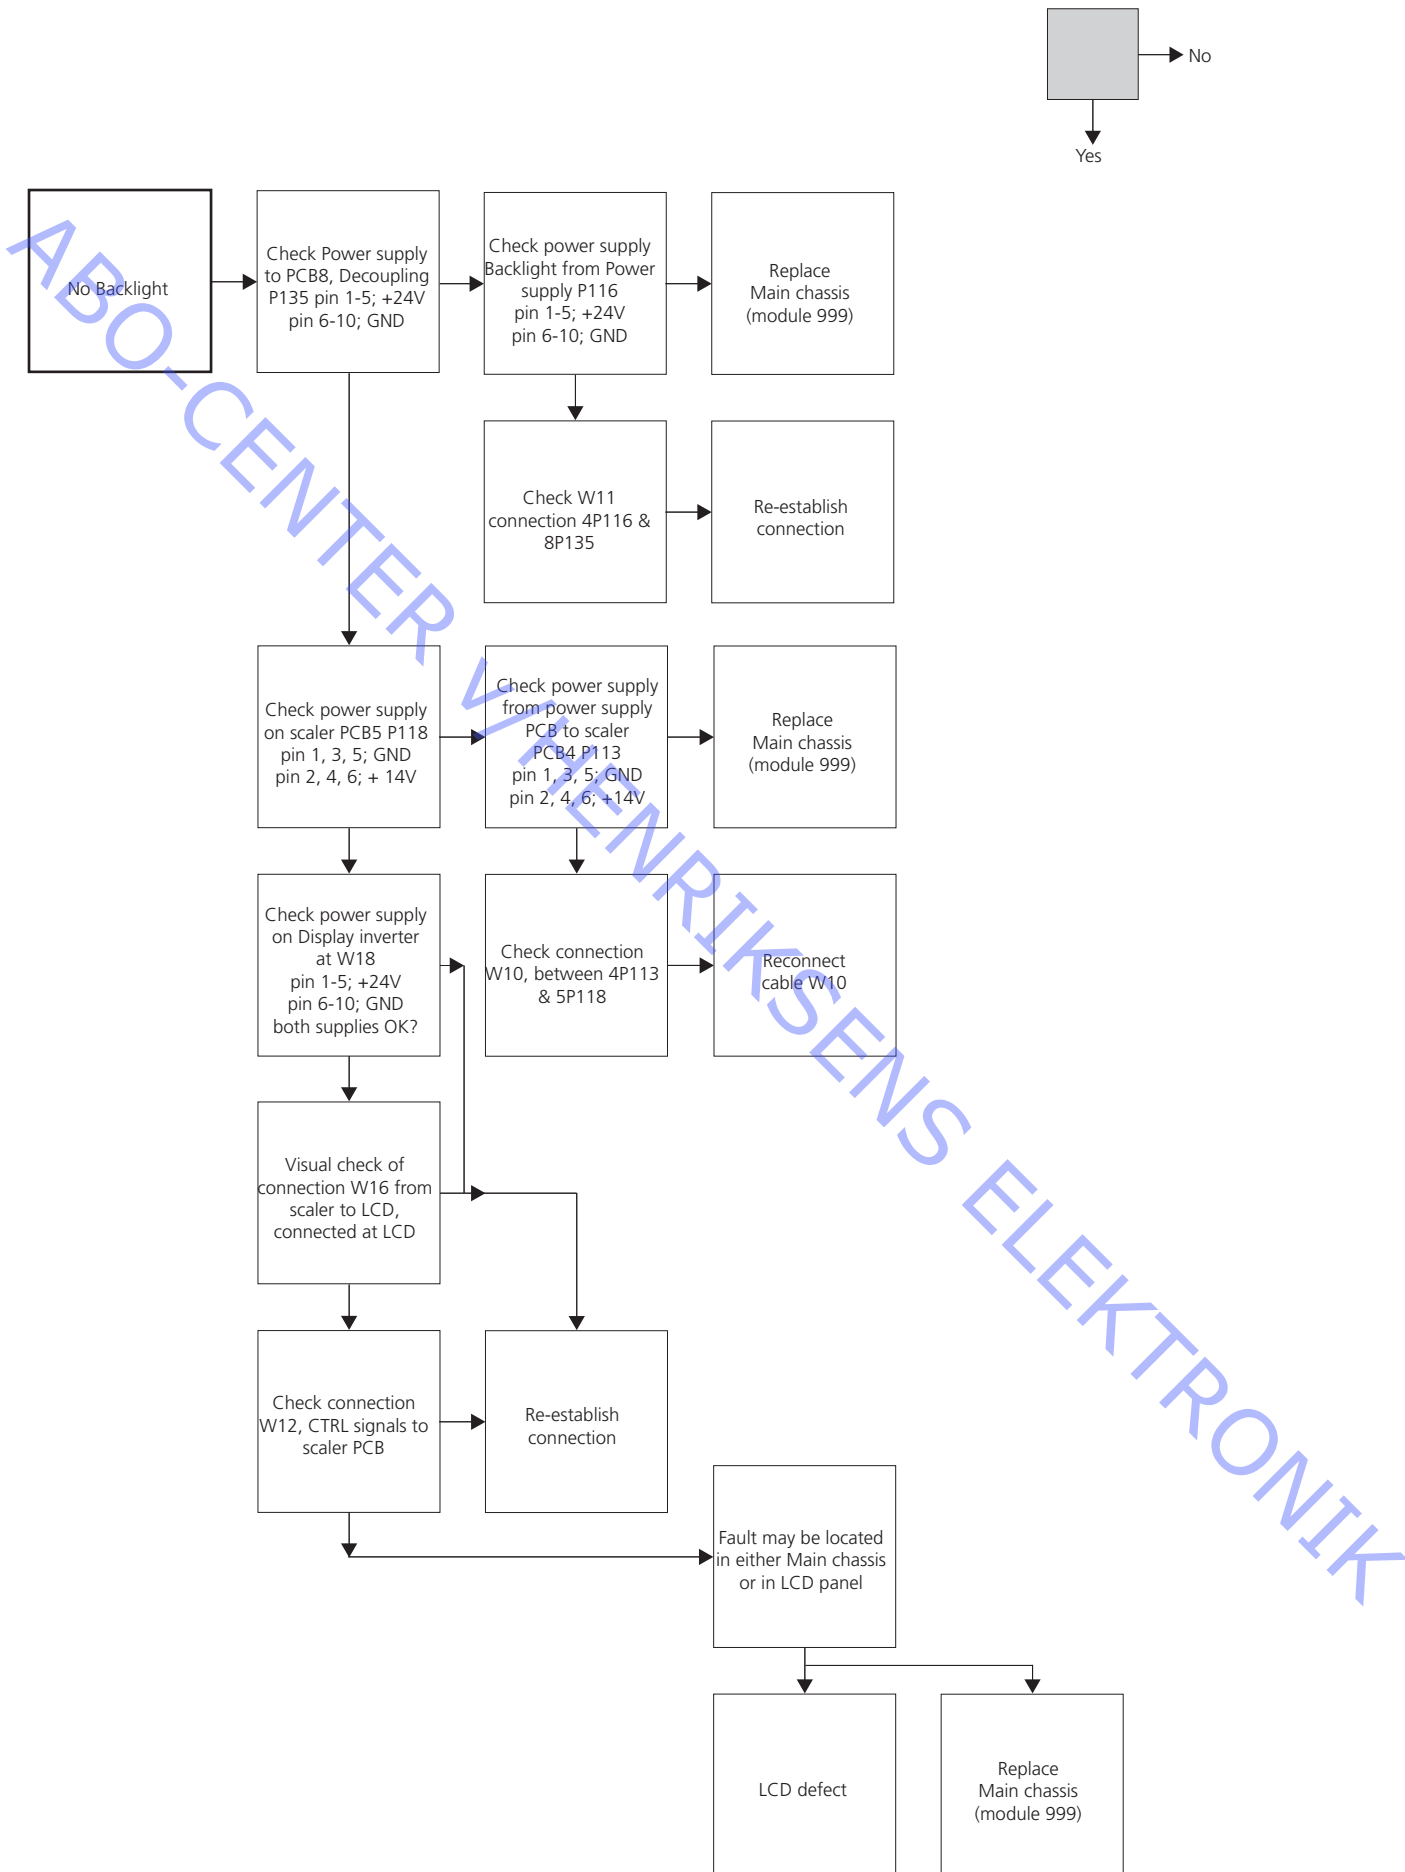 No
Yes
No Backlight
Check Power supply
to PCB8, Decoupling
P135 pin 1-5; +24V
pin 6-10; GND
Check power supply
Backlight from Power
supply P116
pin 1-5; +24V
pin 6-10; GND
Replace
Main chassis
(module 999)
Check W11
connection 4P116 &
8P135
Re-establish
connection
Check power supply
on scaler PCB5 P118
pin 1, 3, 5; GND
pin 2, 4, 6; + 14V
Check power supply
from power supply
PCB to scaler
PCB4 P113
pin 1, 3, 5; GND
pin 2, 4, 6; +14V
Replace
Main chassis
(module 999)
Check power supply
on Display inverter
at W18
pin 1-5; +24V
pin 6-10; GND
both supplies OK?
Check connection
W10, between 4P113
& 5P118
Reconnect
cable W10
Visual check of
connection W16 from
scaler to LCD,
connected at LCD
Check connection
W12, CTRL signals to
scaler PCB
Re-establish
connection
Fault may be located
in either Main chassis
or in LCD panel
LCD defect
Replace
Main chassis
(module 999)
ABO-CENTER V/HENRIKSENS ELEKTRONIK